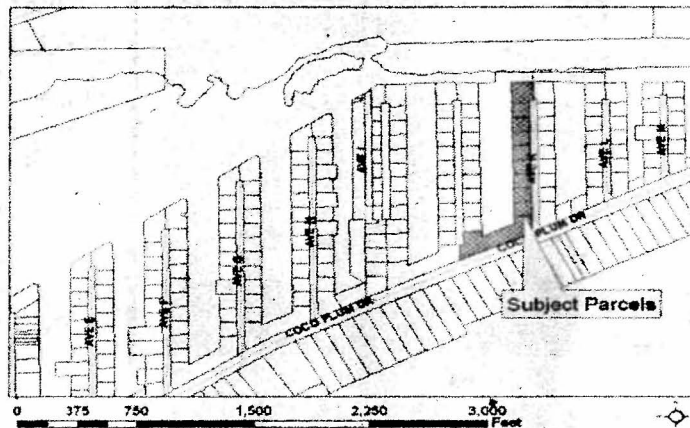 AVE E
AVE F
AVE G
AVE H
AVE I
AVE L
AVE M
COCO PLUM DR
PLUM DR
Subject Parcels
0 375 750 1,500 2,250 3,000
Feet